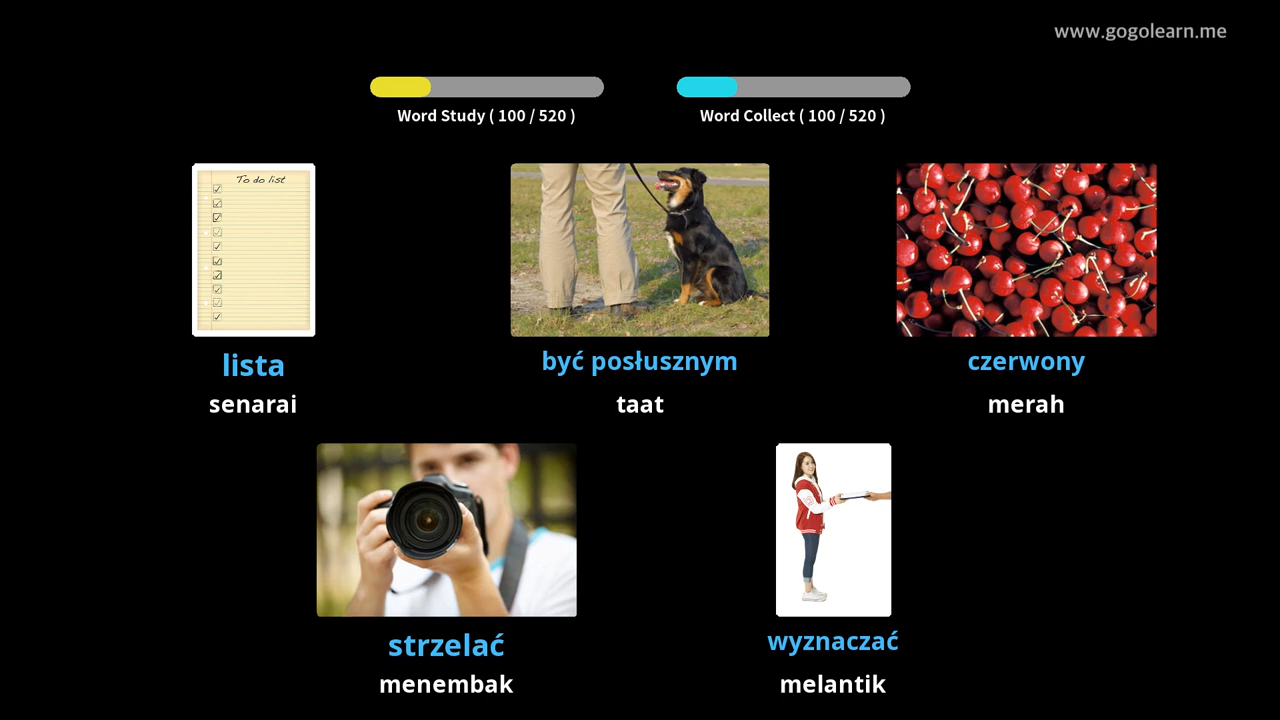 www.gogolearn.me
Word Study ( 100 / 520 )
Word Collect ( 100 / 520 )
To do list
lista
senarai
być posłusznym
taat
czerwony
merah
strzelać
menembak
wyznaczać
melantik